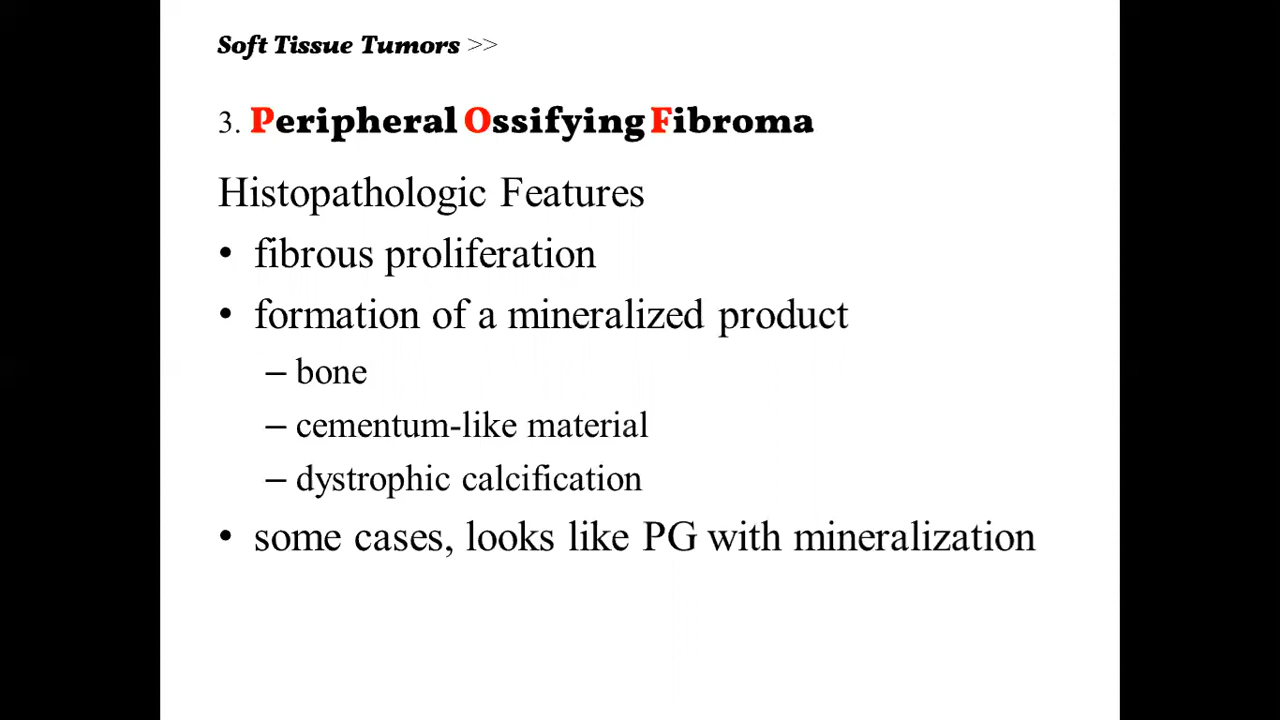 Soft Tissue Tumors >>
3. Peripheral Ossifying Fibroma
Histopathologic Features
• fibrous proliferation
• formation of a mineralized product
– bone
– cementum-like material
– dystrophic calcification
• some cases, looks like PG with mineralization